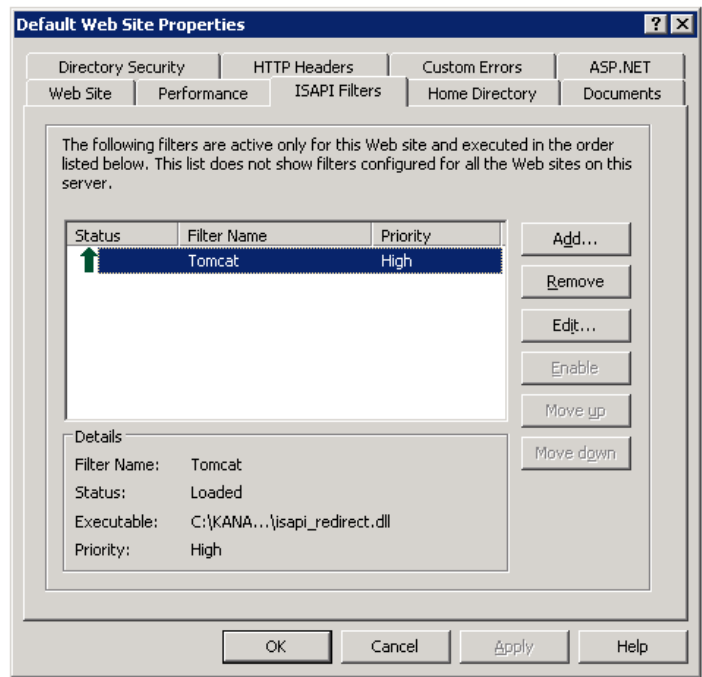 Default Web Site Properties
Directory Security HTTP Headers Custom Errors ASP.NET
Web Site Performance ISAPI Filters Home Directory Documents
The following filters are active only for this Web site and executed in the order
listed below. This list does not show filters configured for all the Web sites on this
server.
Status Filter Name Priority
Tomcat High
Add...
Remove
Edit...
Enable
Move up
Move down
Details
Filter Name: Tomcat
Status: Loaded
Executable: C:\KANA...\isapi_redirect.dll
Priority: High
OK Cancel Apply Help